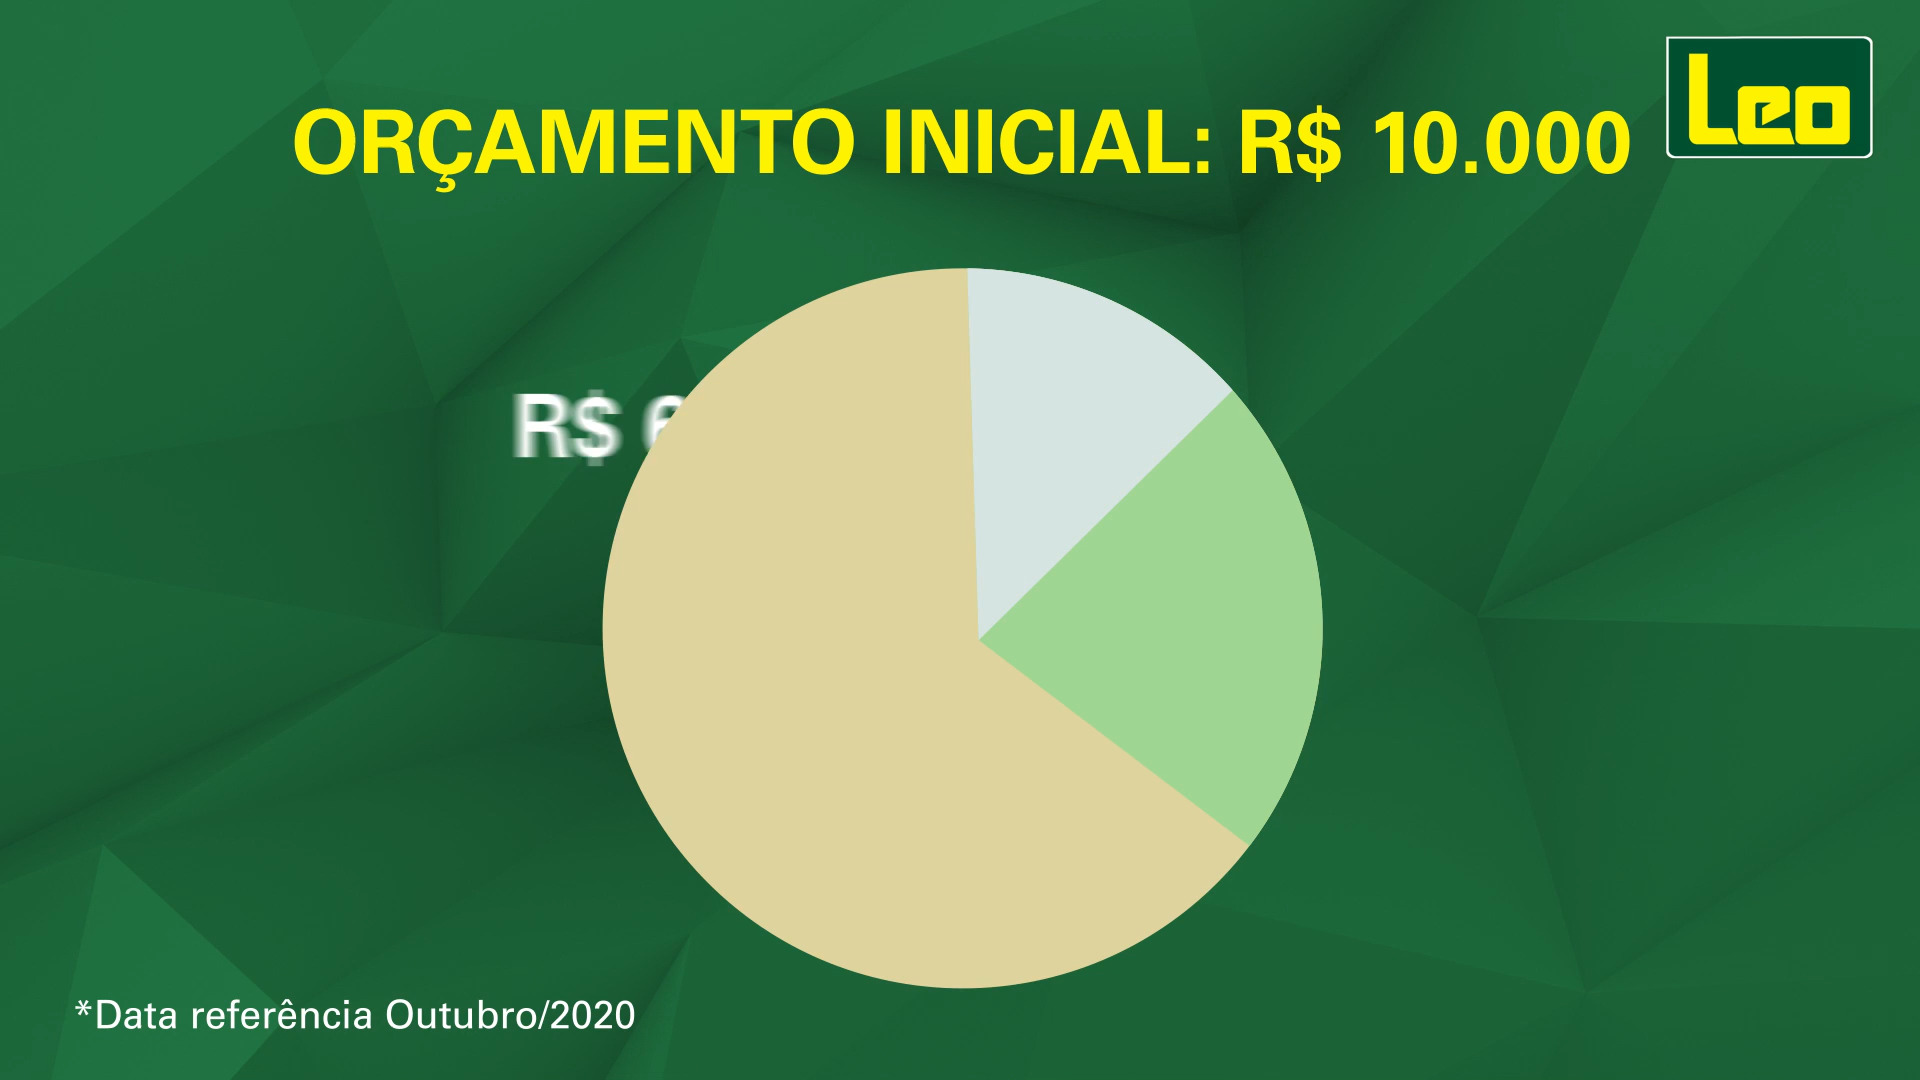 ORÇAMENTO INICIAL: R$ 10.000
Leo
R$
*Data referência Outubro/2020